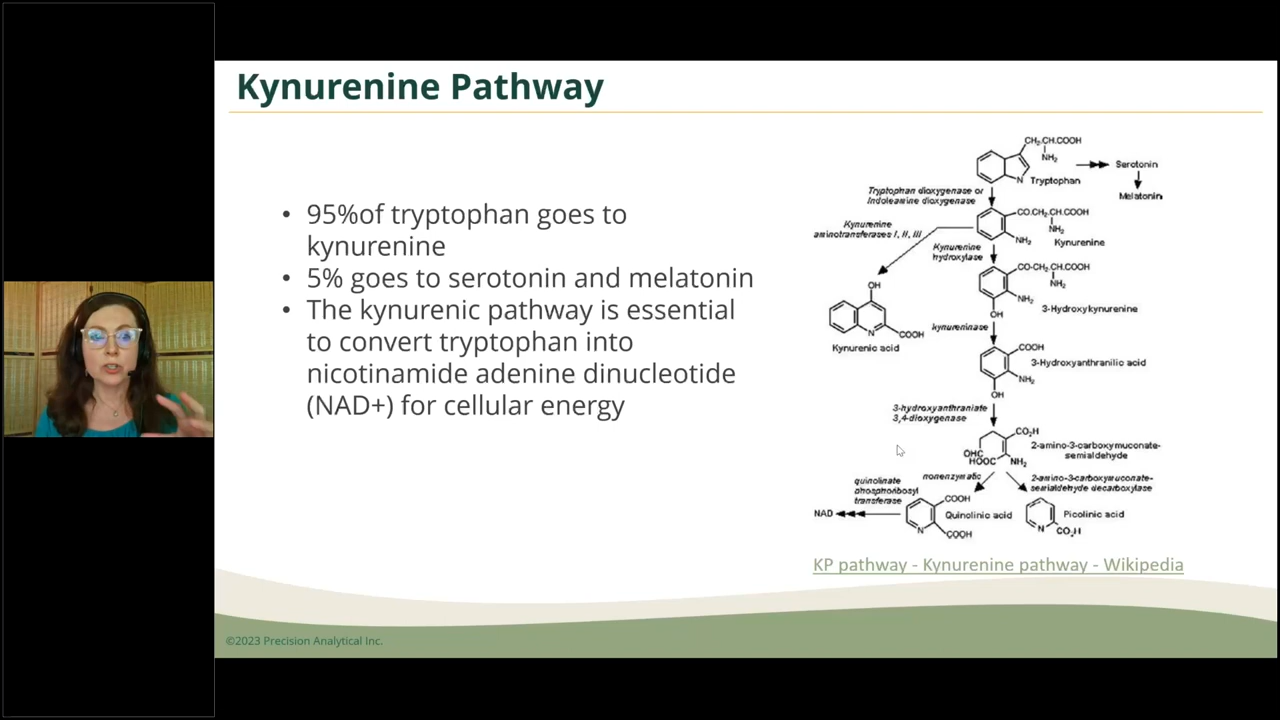 Kynurenine Pathway
• 95%of tryptophan goes to
kynurenine
• 5% goes to serotonin and melatonin
• The kynurenic pathway is essential
to convert tryptophan into
nicotinamide adenine dinucleotide
(NAD+) for cellular energy
CH₂.CH.COOH
NH₂
N
Tryptophan
Serotonin
Melatonin
Tryptophan dioxygenase or
Indoleamine dioxygenase
CO.CH₂.CH.COOH
NH₂
NH₂
Kynurenine
Kynurenine
aminotransferases I, II, III
Kynurenine
hydroxylase
OH
N
COOH
Kynurenic acid
CO-CH₂.CH.COOH
NH₂
NH₂
OH
3-Hydroxykynurenine
kynureninase
COOH
NH₂
OH
3-Hydroxyanthranilic acid
3-hydroxyanthranilate
3,4-dioxygenase
CO₂H
OHC
HOOC
NH₂
2-amino-3-carboxymuconate-
semialdehyde
nonenzymatic
2-amino-3-carboxymuconate-
semialdehyde decarboxylase
quinolinate
phosphoribosyl
transferase
NAD
COOH
N
COOH
Quinolinic acid
N
CO₂H
Picolinic acid
KP pathway - Kynurenine pathway - Wikipedia
©2023 Precision Analytical Inc.